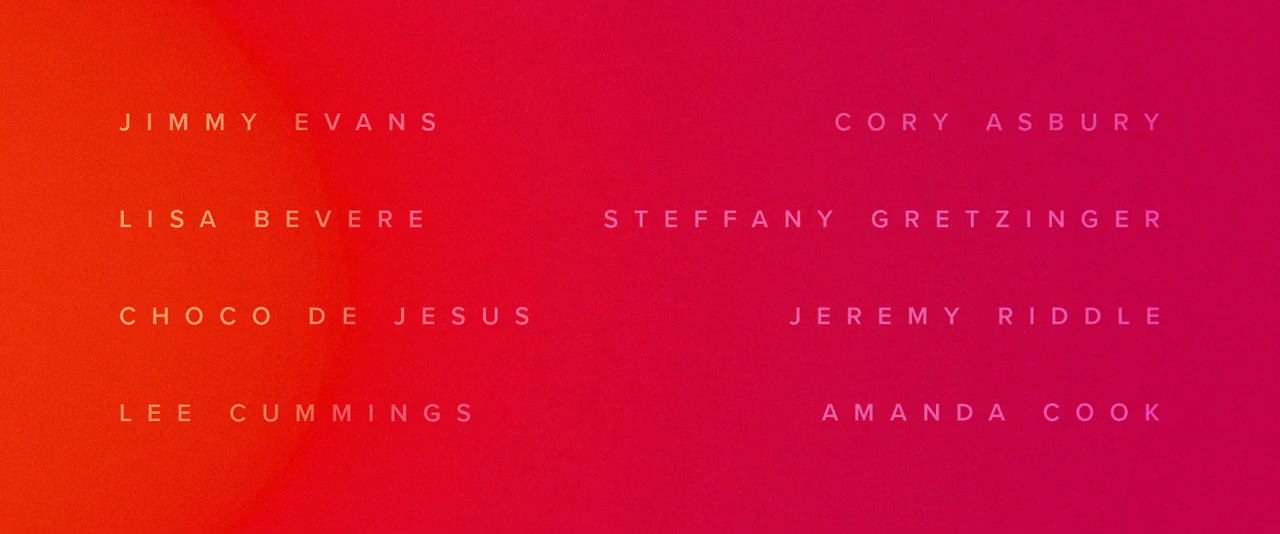 JIMMY EVANS
LISA BEVERE
CHOCO DE JESUS
LEE CUMMINGS
CORY ASBURY
STEFFANY GRETZINGER
JEREMY RIDDLE
AMANDA COOK